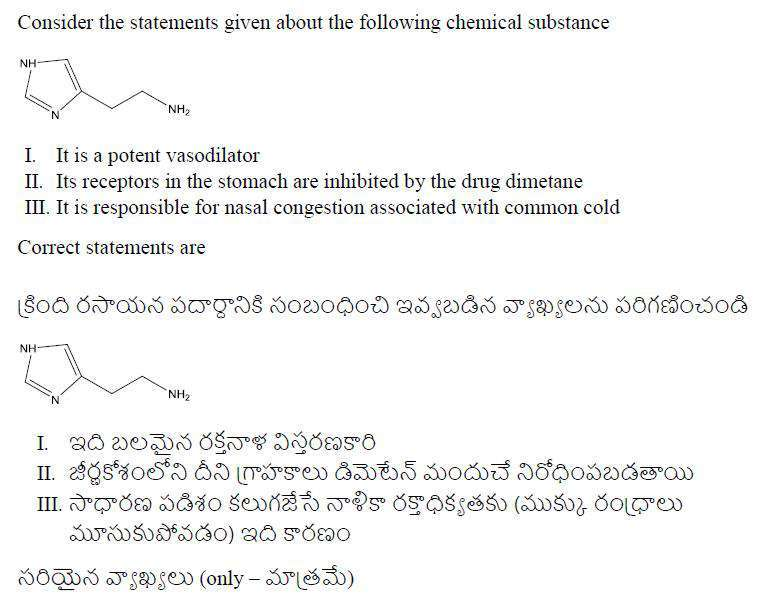 Consider the statements given about the following chemical substance
NH
N
NH2
I. It is a potent vasodilator
II. Its receptors in the stomach are inhibited by the drug dimetane
III. It is responsible for nasal congestion associated with common cold
Correct statements are
క్రింది రసాయన పదార్థానికి సంబంధించి ఇవ్వబడిన వ్యాఖ్యలను పరిగణించండి
NH
N
NH2
I. ఇది బలమైన రక్తనాళ విస్తరణకారి
II. జీర్ణకోశంలోని దీని గ్రాహకాలు డిమెటేన్ మందుచే నిరోధింపబడతాయి
III. సాధారణ పడిశం కలుగజేసే నాళికా రక్తాధిక్యతకు (ముక్కు రంధ్రాలు
మూసుకుపోవడం) ఇది కారణం
సరియైన వ్యాఖ్యలు (only – మాత్రమే)